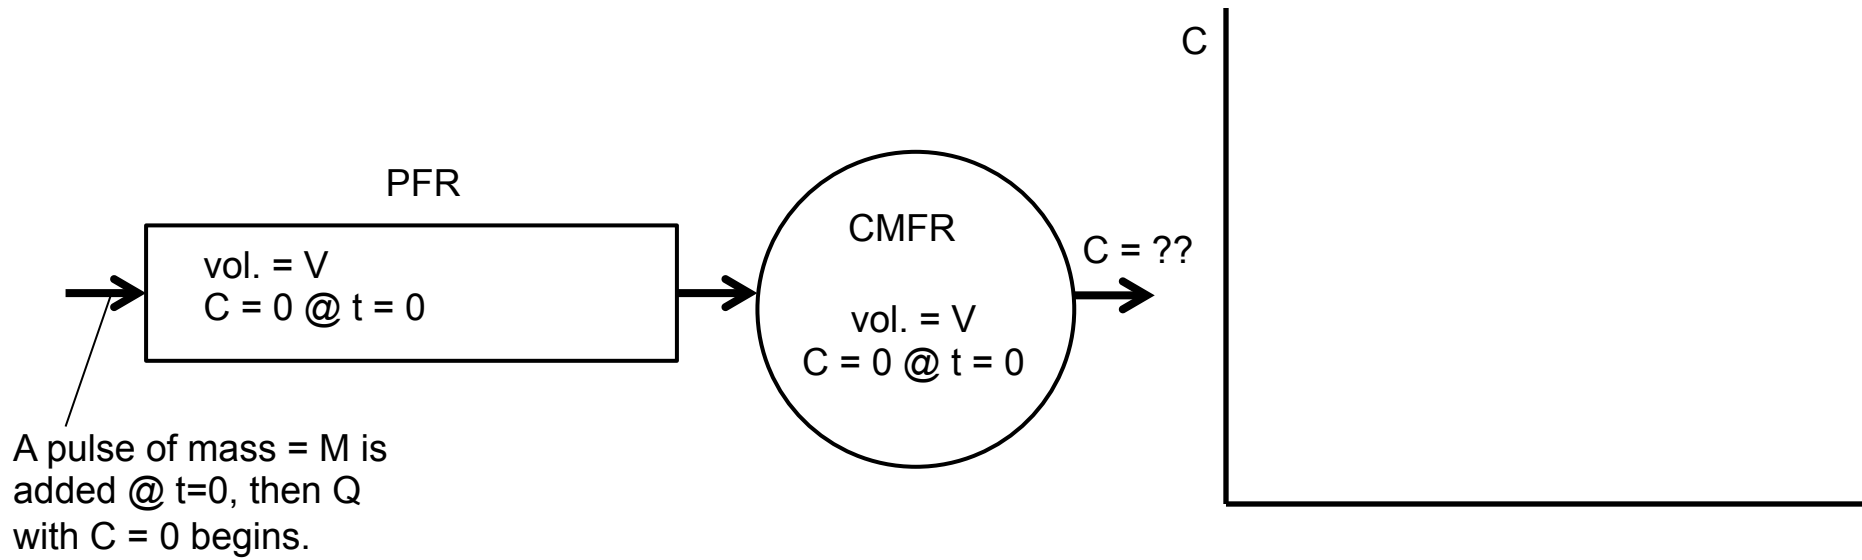 C
PFR
vol. = V
C = 0 @ t = 0
CMFR
vol. = V
C = 0 @ t = 0
C = ??
A pulse of mass = M is
added @ t=0, then Q
with C = 0 begins.